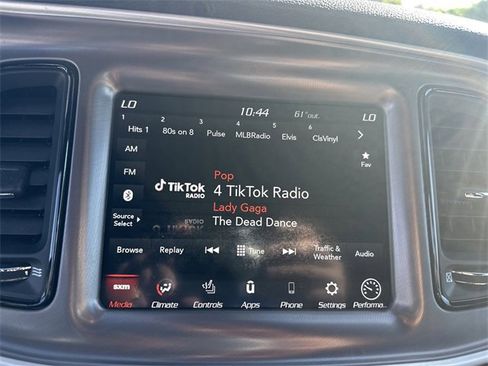 LO 10:44 61°out. LO
1 2 3 4 5 6
Hits 1 80s on 8 Pulse MLBRadio Elvis ClsVinyl
AM
FM
Fav
Pop
TikTok
RADIO
4 TikTok Radio
Lady Gaga
The Dead Dance
Source
Select
Browse Replay Tune Traffic &
Weather Audio
sxm
Media Climate Controls Apps Phone Settings Performa...